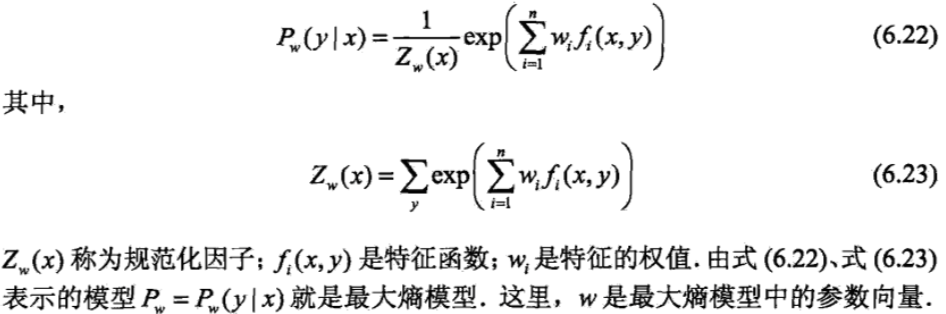 P_w(y|x) = \frac{1}{Z_w(x)} \exp\left( \sum_{i=1}^{n} w_i f_i(x, y) \right) (6.22)
其中，
Z_w(x) = \sum_{y} \exp\left( \sum_{i=1}^{n} w_i f_i(x, y) \right) (6.23)
Z_w(x) 称为规范化因子；f_i(x, y) 是特征函数；w_i 是特征的权值．由式 (6.22)、式 (6.23)
表示的模型 P_w = P_w(y|x) 就是最大熵模型．这里，w 是最大熵模型中的参数向量．